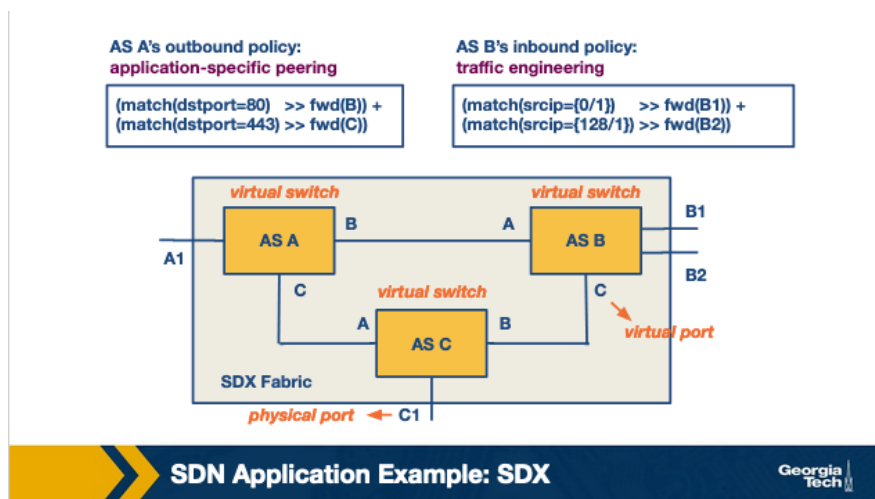 AS A's outbound policy:
application-specific peering
(match(dstport=80) >> fwd(B)) +
(match(dstport=443) >> fwd(C))
AS B's inbound policy:
traffic engineering
(match(srcip={0/1}) >> fwd(B1)) +
(match(srcip={128/1}) >> fwd(B2))
virtual switch
virtual switch
A1
AS A
B
A
AS B
B1
B2
C
virtual switch
C
A
AS C
B
virtual port
SDX Fabric
physical port
C1
SDN Application Example: SDX
Georgia
Tech